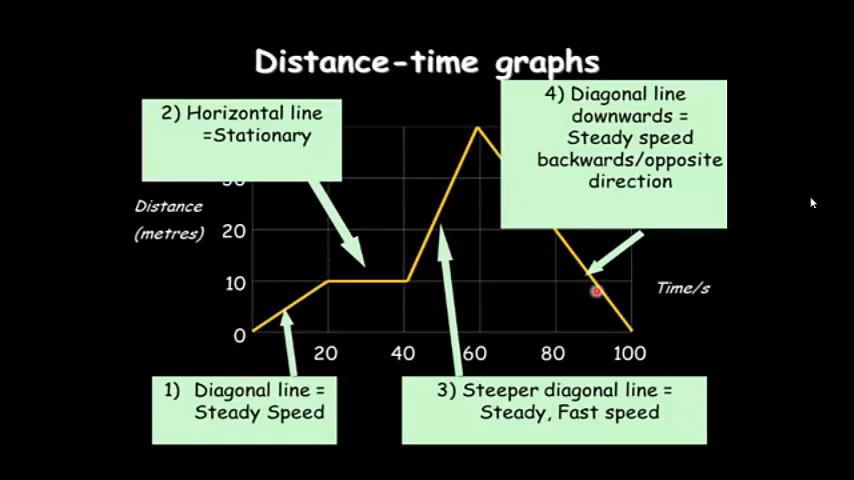 Distance-time graphs
2) Horizontal line
=Stationary
4) Diagonal line
downwards =
Steady speed
backwards/opposite
direction
30
Distance
(metres)
20
10
0
Time/s
20
40
60
80
100
1) Diagonal line =
Steady Speed
3) Steeper diagonal line =
Steady, Fast speed